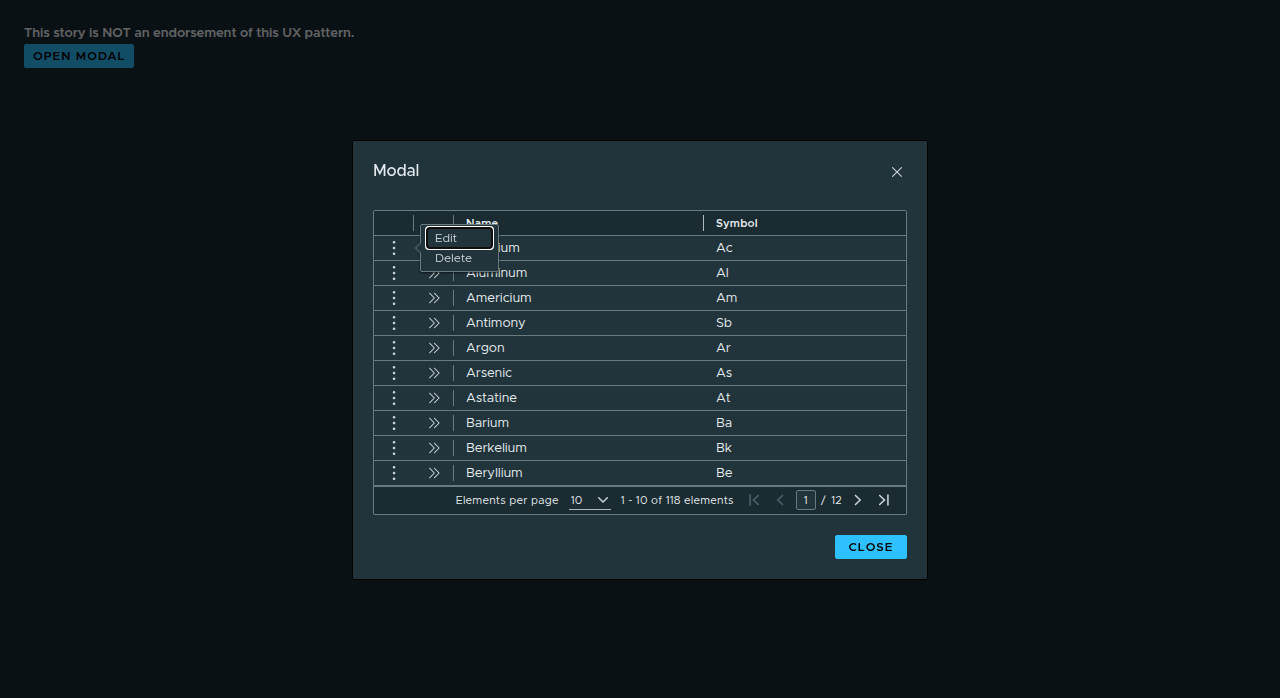 This story is NOT an endorsement of this UX pattern.
OPEN MODAL
Modal
Name Symbol
Edit
Ac
Delete
Aluminum Al
Americium Am
Antimony Sb
Argon Ar
Arsenic As
Astatine At
Barium Ba
Berkelium Bk
Beryllium Be
Elements per page 10 1 - 10 of 118 elements 1 / 12
CLOSE